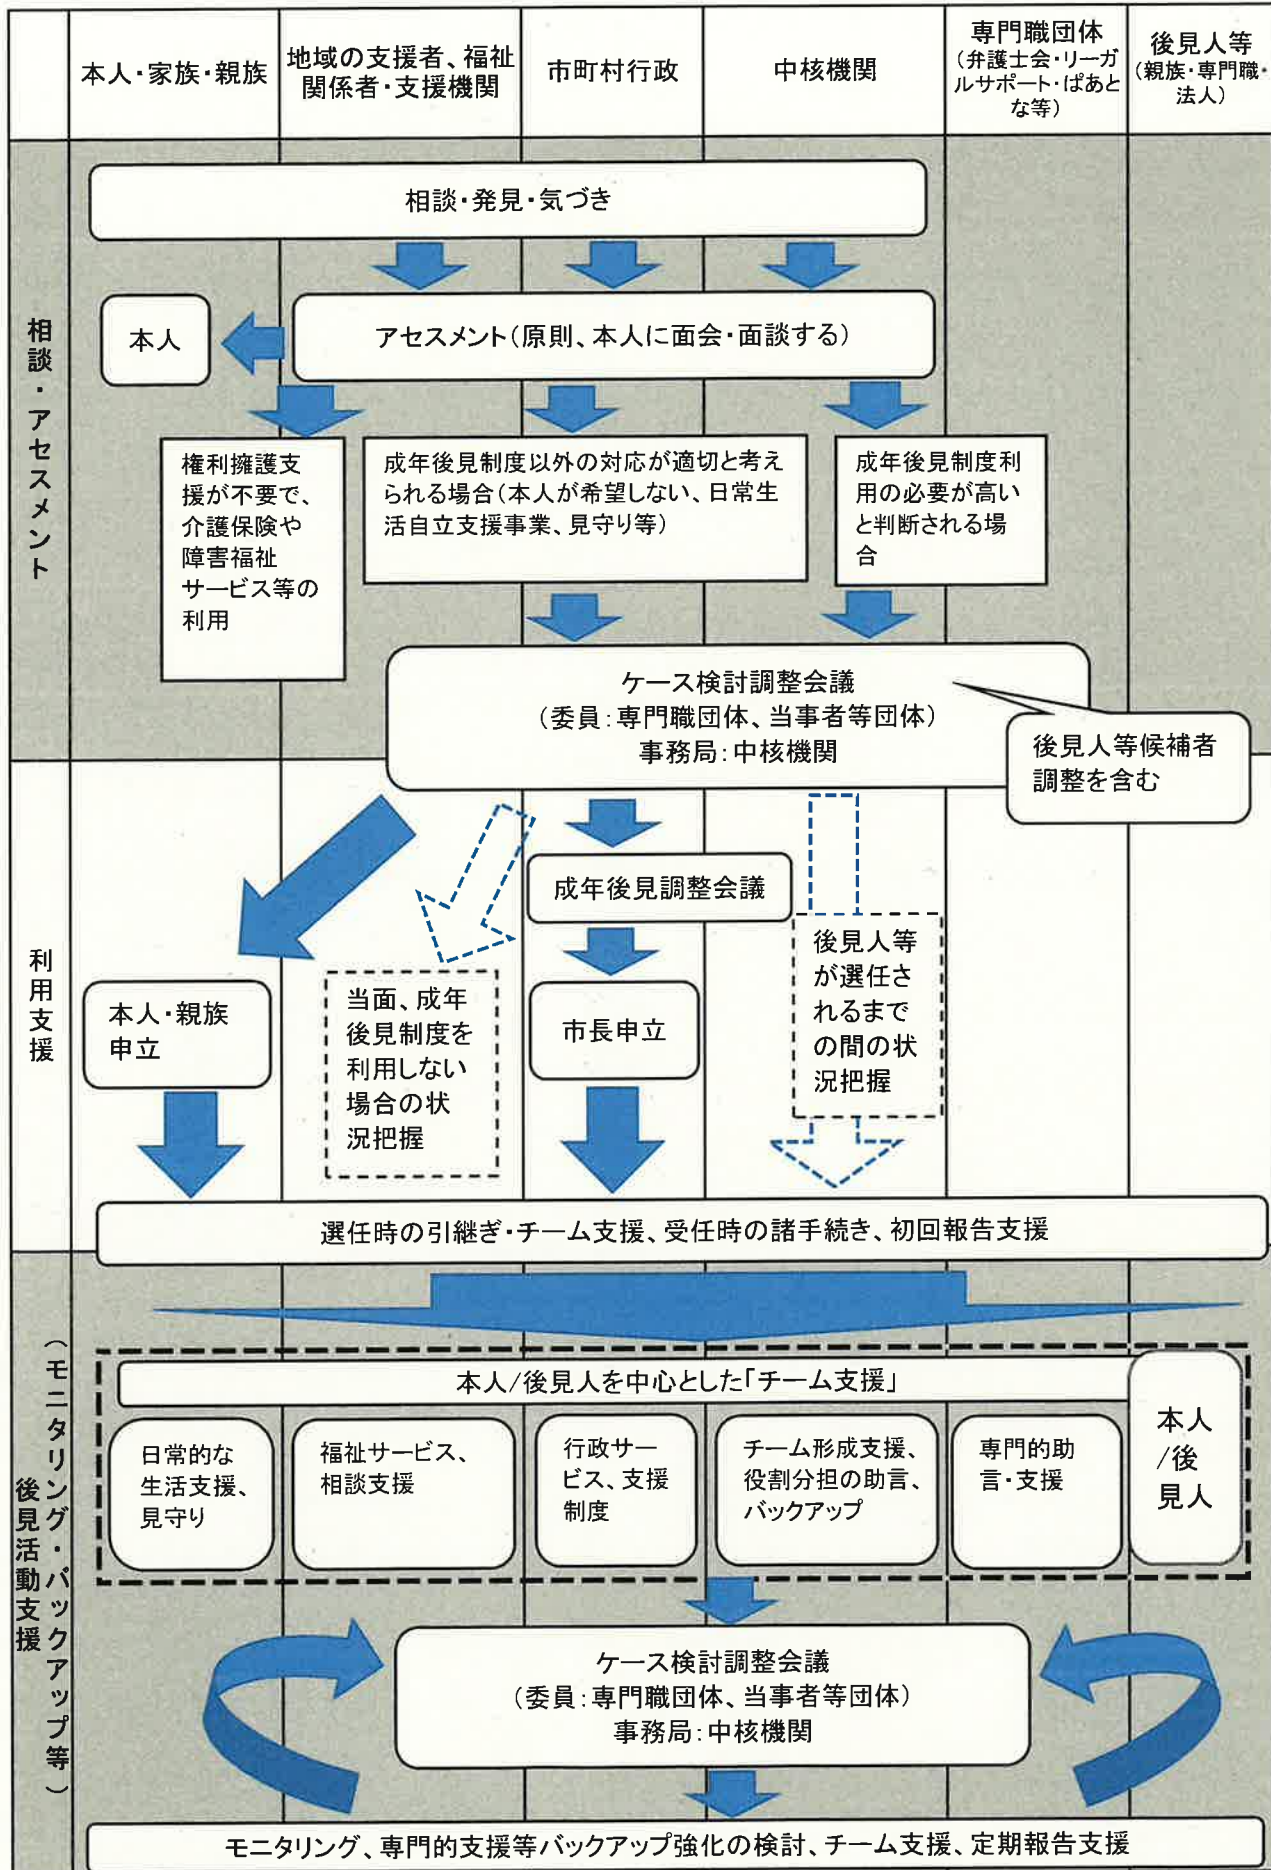 本人・家族・親族
地域の支援者、福祉
関係者・支援機関
市町村行政
中核機関
専門職団体
（弁護士会・リーガ
ルサポート・ぱあと
な等）
後見人等
（親族・専門職・
法人）
相談・アセスメント
相談・発見・気づき
本人
アセスメント（原則、本人に面会・面談する）
権利擁護支
援が不要で、
介護保険や
障害福祉
サービス等の
利用
成年後見制度以外の対応が適切と考え
られる場合（本人が希望しない、日常生
活自立支援事業、見守り等）
成年後見制度利
用の必要が高い
と判断される場
合
ケース検討調整会議
（委員：専門職団体、当事者等団体）
事務局：中核機関
後見人等候補者
調整を含む
利用支援
成年後見調整会議
本人・親族
申立
当面、成年
後見制度を
利用しない
場合の状
況把握
市長申立
後見人等
が選任さ
れるまで
の間の状
況把握
選任時の引継ぎ・チーム支援、受任時の諸手続き、初回報告支援
後見活動支援
（モニタリング・バックアップ等）
本人/後見人を中心とした「チーム支援」
日常的な
生活支援、
見守り
福祉サービス、
相談支援
行政サー
ビス、支援
制度
チーム形成支援、
役割分担の助言、
バックアップ
専門的助
言・支援
本人
/後
見人
ケース検討調整会議
（委員：専門職団体、当事者等団体）
事務局：中核機関
モニタリング、専門的支援等バックアップ強化の検討、チーム支援、定期報告支援